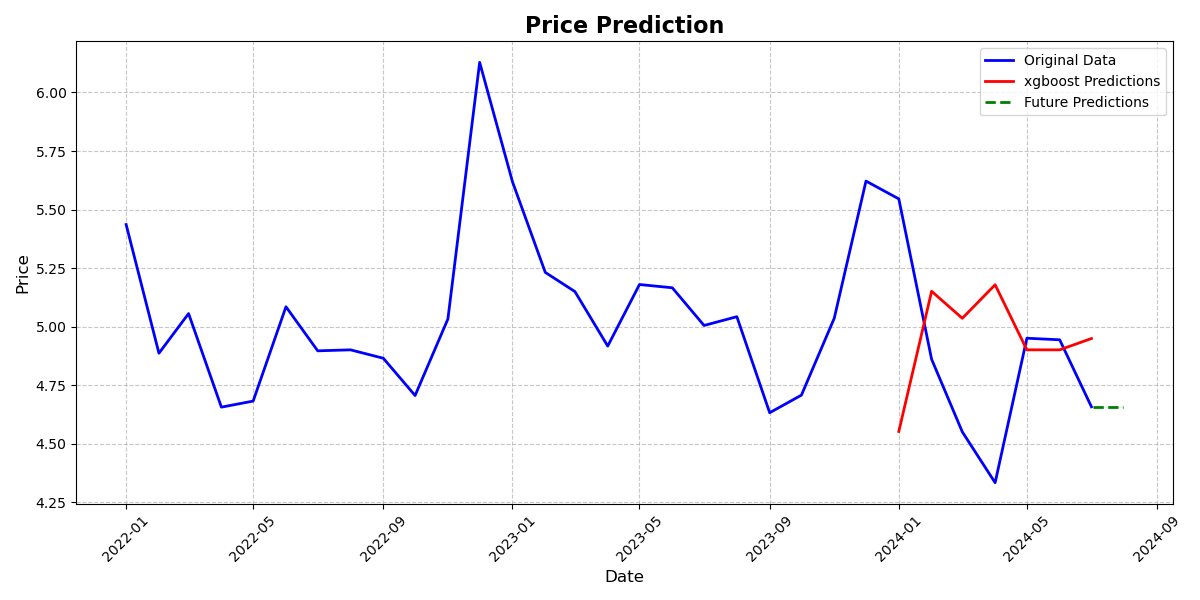 Price Prediction
Original Data
xgboost Predictions
Future Predictions
Price
6.00
5.75
5.50
5.25
5.00
4.75
4.50
4.25
2022-01
2022-05
2022-09
2023-01
2023-05
2023-09
2024-01
2024-05
2024-09
Date